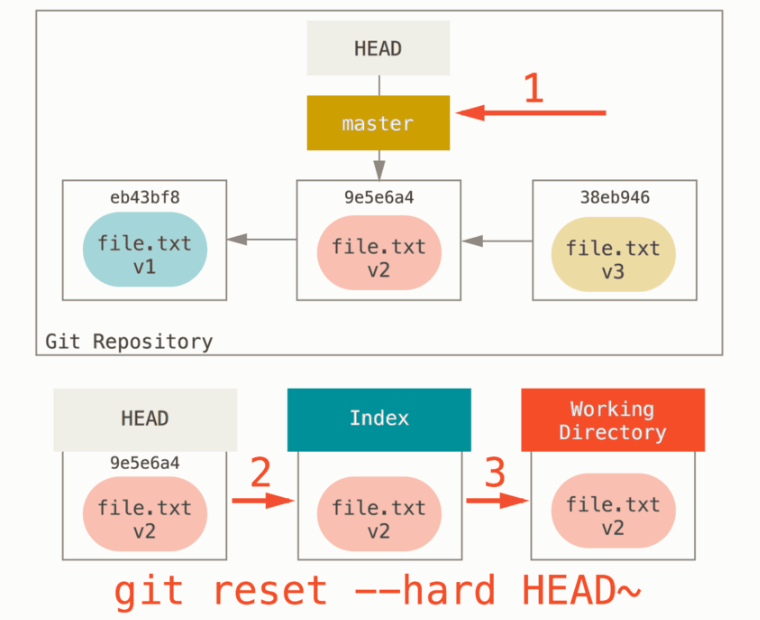 HEAD
1
master
eb43bf8
9e5e6a4
38eb946
file.txt
v1
file.txt
v2
file.txt
v3
Git Repository
HEAD
Index
Working
Directory
9e5e6a4
2
3
file.txt
v2
file.txt
v2
file.txt
v2
git reset --hard HEAD~